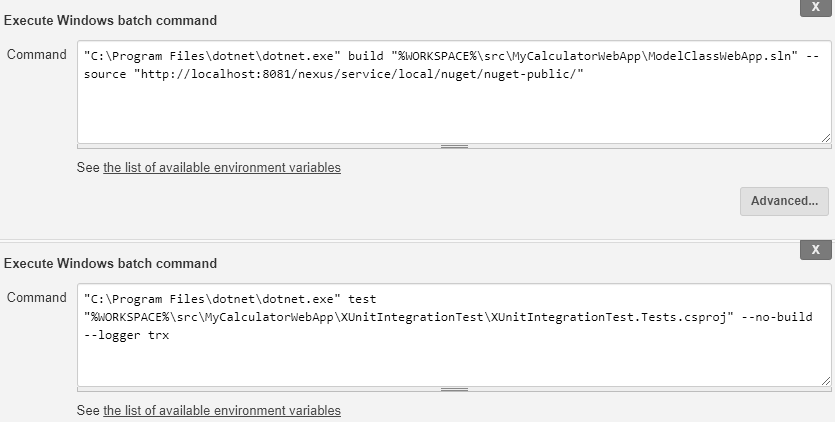 X
Execute Windows batch command
Command
"C:\Program Files\dotnet\dotnet.exe" build "%WORKSPACE%\src\MyCalculatorWebApp\ModelClassWebApp.sln" --
source "http://localhost:8081/nexus/service/local/nuget/nuget-public/"
See the list of available environment variables
Advanced...
X
Execute Windows batch command
Command
"C:\Program Files\dotnet\dotnet.exe" test
"%WORKSPACE%\src\MyCalculatorWebApp\XUnitIntegrationTest\XUnitIntegrationTest.Tests.csproj" --no-build
--logger trx
See the list of available environment variables